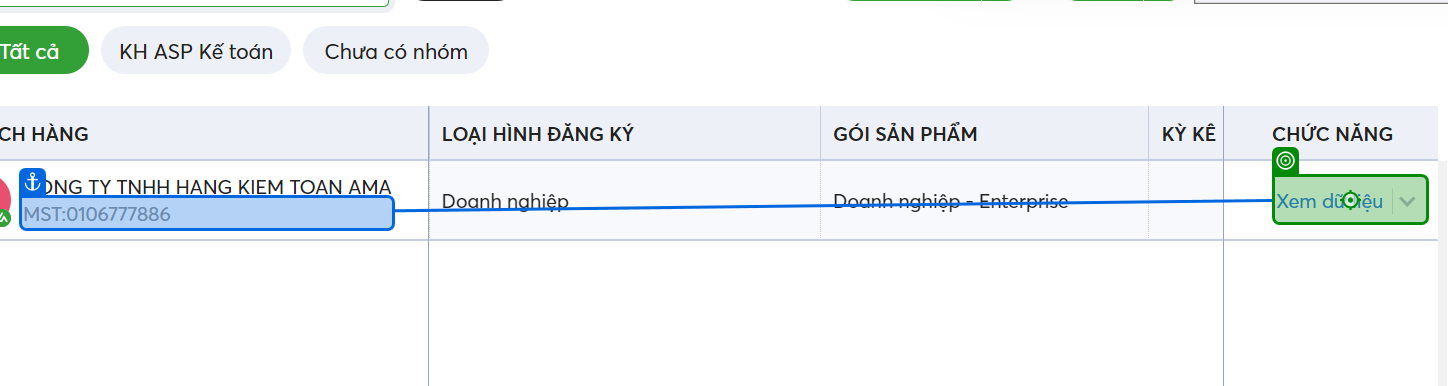 Tất cả
KH ASP Kế toán
Chưa có nhóm
CH HÀNG
LOẠI HÌNH ĐĂNG KÝ
GÓI SẢN PHẨM
KỲ KÊ
CHỨC NĂNG
ÔNG TY TNHH HANG KIEM TOAN AMA
MST:0106777886
Doanh nghiệp
Doanh nghiệp - Enterprise
Xem dữ liệu